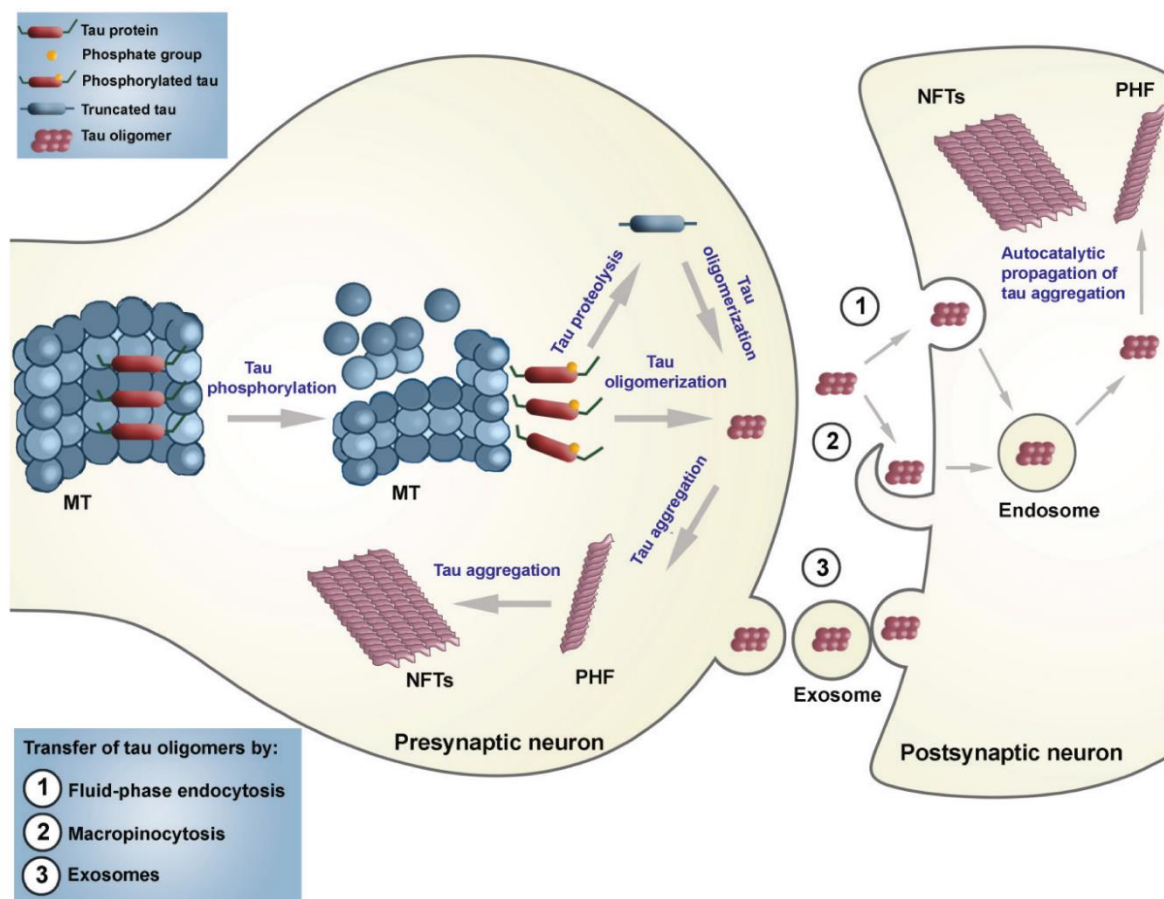 Tau protein
Phosphate group
Phosphorylated tau
Truncated tau
Tau oligomer
MT
Tau
phosphorylation
MT
Tau proteolysis
Tau
oligomerization
Tau
oligomerization
Tau aggregation
Tau aggregation
NFTs
PHF
Presynaptic neuron
1
2
3
Exosome
NFTs
PHF
Autocatalytic
propagation of
tau aggregation
Endosome
Postsynaptic neuron
Transfer of tau oligomers by:
1 Fluid-phase endocytosis
2 Macropinocytosis
3 Exosomes